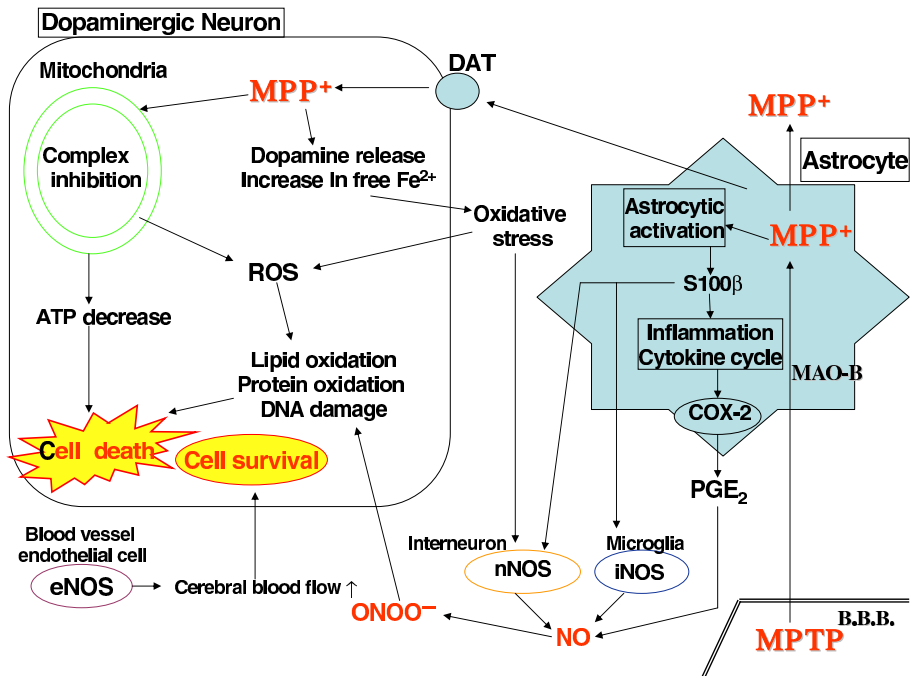 Dopaminergic Neuron
Mitochondria
MPP⁺
DAT
MPP⁺
Astrocyte
Complex
inhibition
Dopamine release
Increase In free Fe²⁺
Oxidative
stress
Astrocytic
activation
MPP⁺
ROS
S100β
ATP decrease
Inflammation
Cytokine cycle
MAO-B
Lipid oxidation
Protein oxidation
DNA damage
COX-2
Cell death
Cell survival
PGE₂
Blood vessel
endothelial cell
Interneuron
Microglia
eNOS
Cerebral blood flow ↑
nNOS
iNOS
ONOO⁻
NO
B.B.B.
MPTP